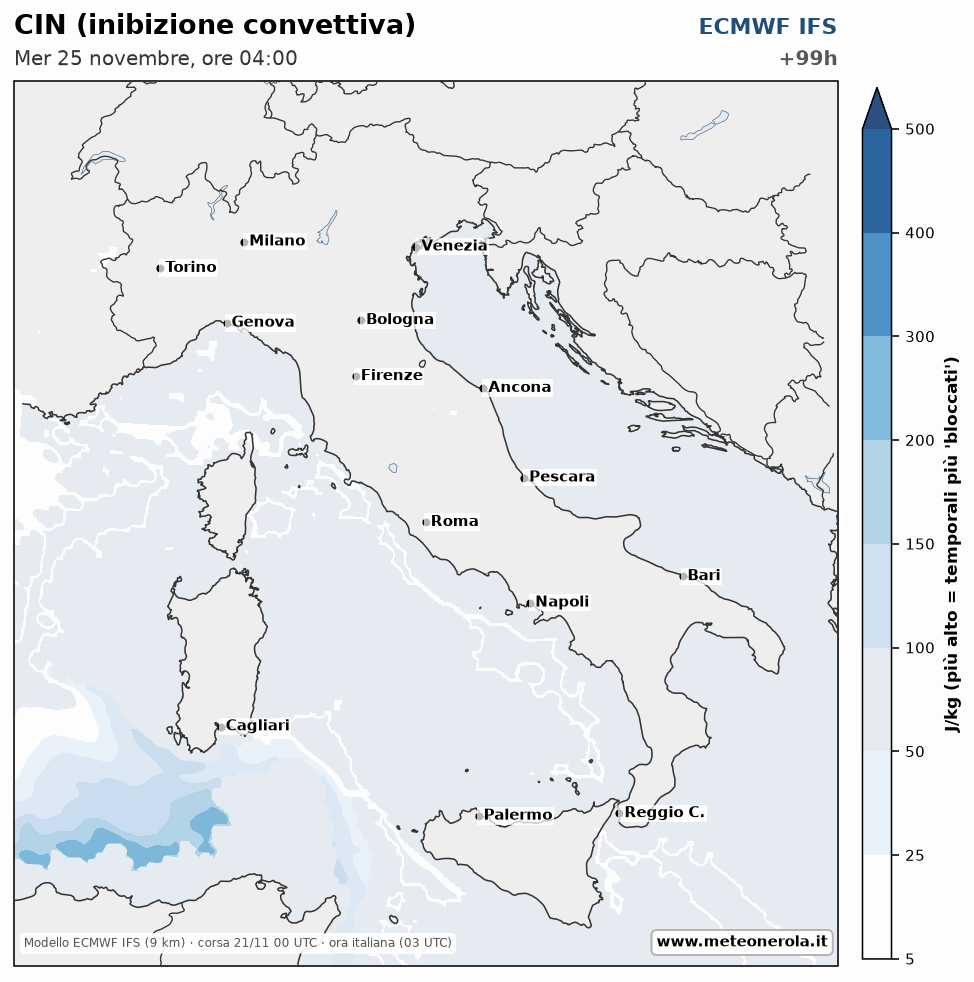 CIN (inibizione convettiva)
ECMWF IFS
Mer 25 novembre, ore 04:00
+99h
Milano
Venezia
Torino
Genova
Bologna
Firenze
Ancona
Pescara
Roma
Bari
Napoli
Cagliari
Palermo
Reggio C.
500
400
300
200
150
100
50
25
5
J/kg (più alto = temporali più 'bloccati')
Modello ECMWF IFS (9 km) · corsa 21/11 00 UTC · ora italiana (03 UTC)
www.meteonerola.it